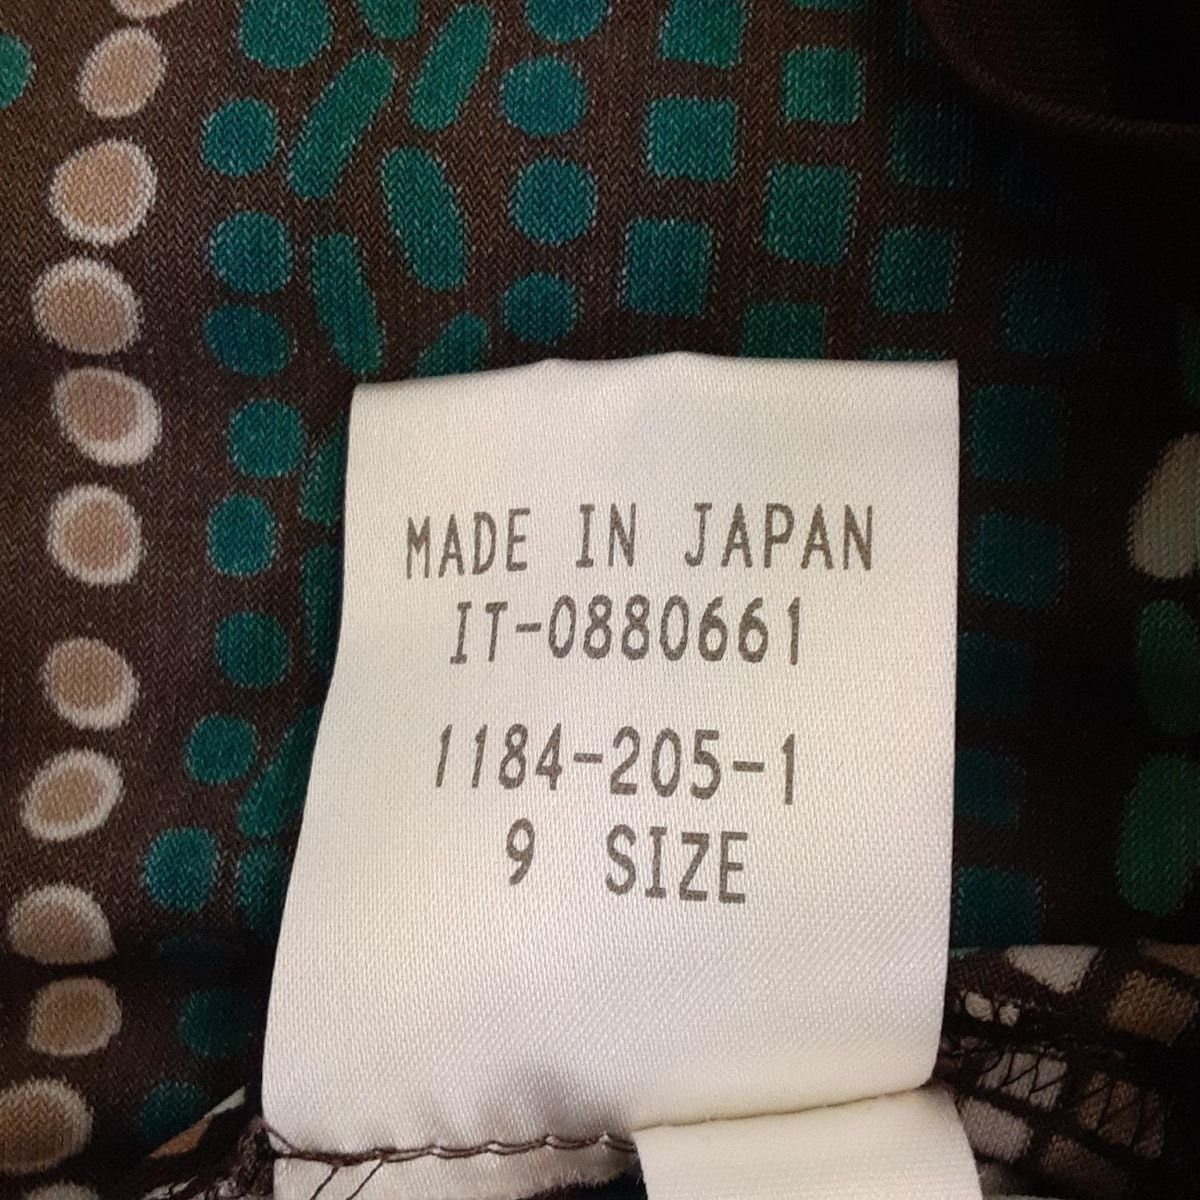 MADE IN JAPAN
IT-0880661
1184-205-1
9 SIZE